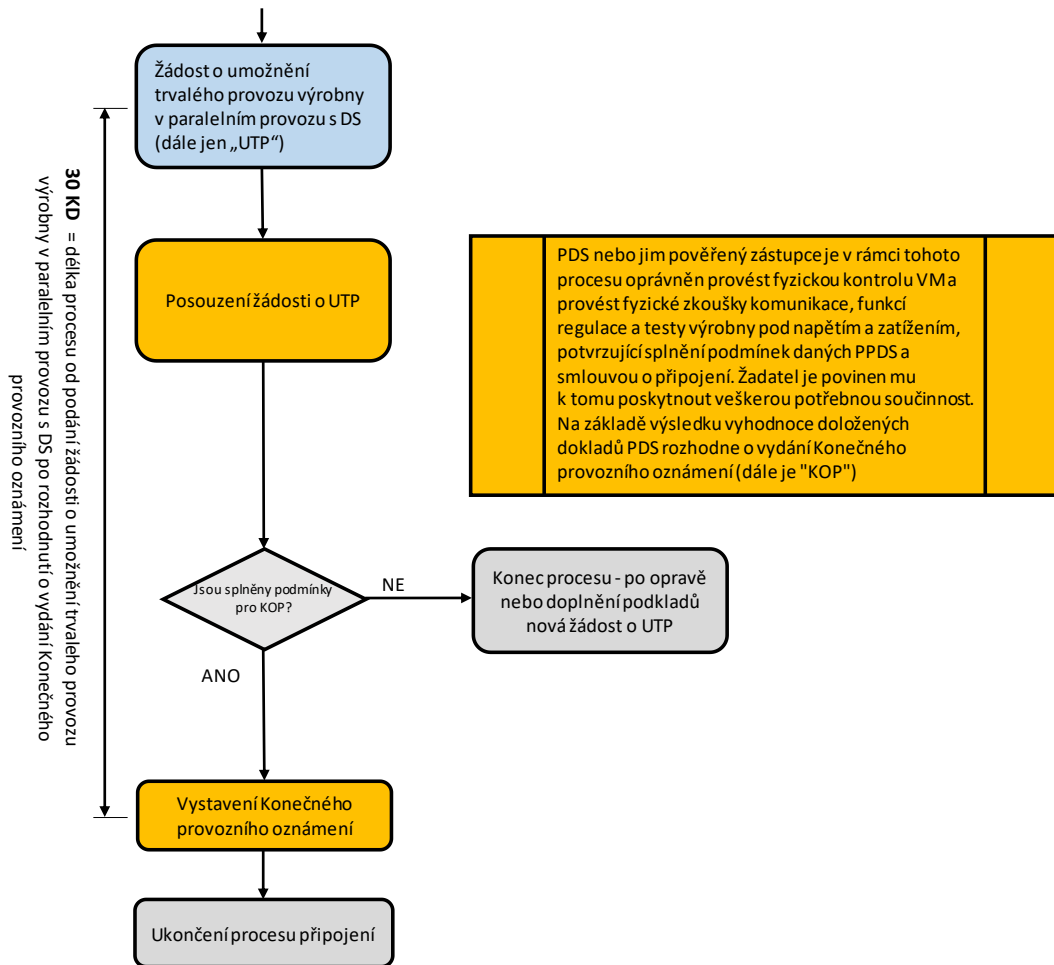 Žádost o umožnění
trvalého provozu výrobny
v paralelním provozu s DS
(dále jen „UTP“)
30 KD = délka procesu od podání žádosti o umožnění trvaleho provozu
výrobny v paralelním provozu s DS po rozhodnutí o vydání Konečného
provozního oznámení
Posouzení žádosti o UTP
PDS nebo jim pověřený zástupce je v rámci tohoto
procesu oprávněn provést fyzickou kontrolu VM a
provést fyzické zkoušky komunikace, funkcí
regulace a testy výrobny pod napětím a zatížením,
potvrzující splnění podmínek daných PPDS a
smlouvou o připojení. Žadatel je povinen mu
k tomu poskytnout veškerou potřebnou součinnost.
Na základě výsledku vyhodnoce doložených
dokladů PDS rozhodne o vydání Konečného
provozního oznámení (dále je "KOP")
Jsou splněny podmínky
pro KOP?
NE
Konec procesu - po opravě
nebo doplnění podkladů
nová žádost o UTP
ANO
Vystavení Konečného
provozního oznámení
Ukončení procesu připojení